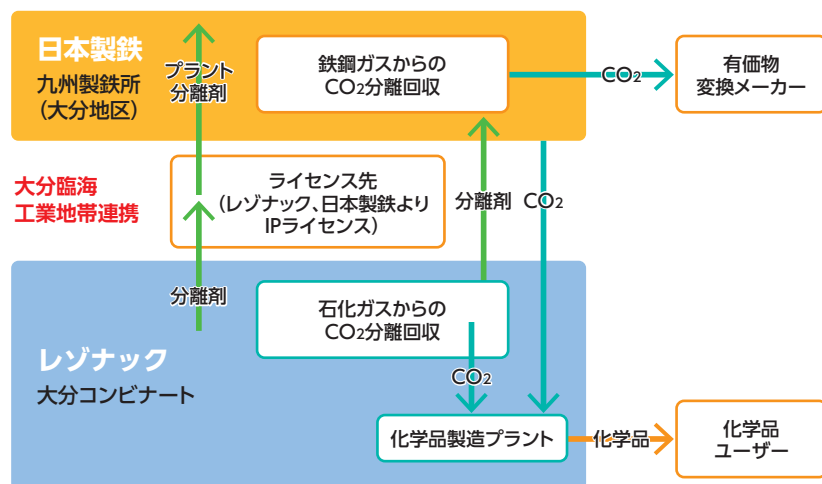 日本製鉄
九州製鉄所
（大分地区）
プラント
分離剤
鉄鋼ガスからの
CO2分離回収
CO2
有価物
変換メーカー
大分臨海
工業地帯連携
ライセンス先
（レゾナック、日本製鉄より
IPライセンス）
分離剤
CO2
分離剤
石化ガスからの
CO2分離回収
レゾナック
大分コンビナート
CO2
化学品製造プラント
化学品
化学品
ユーザー